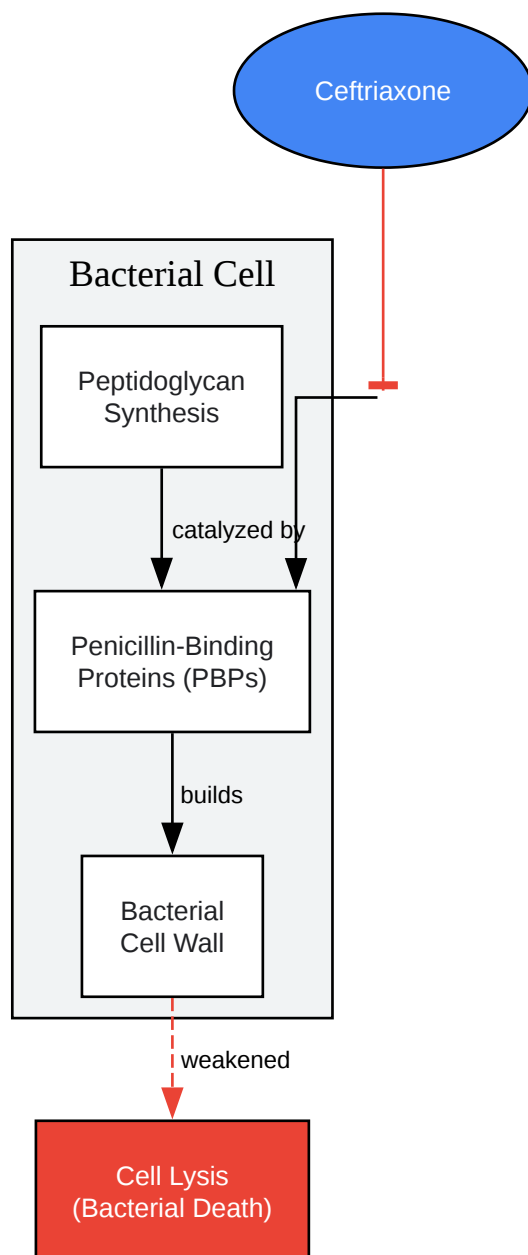 Ceftriaxone
Bacterial Cell
Peptidoglycan
Synthesis
catalyzed by
Penicillin-Binding
Proteins (PBPs)
builds
Bacterial
Cell Wall
weakened
Cell Lysis
(Bacterial Death)